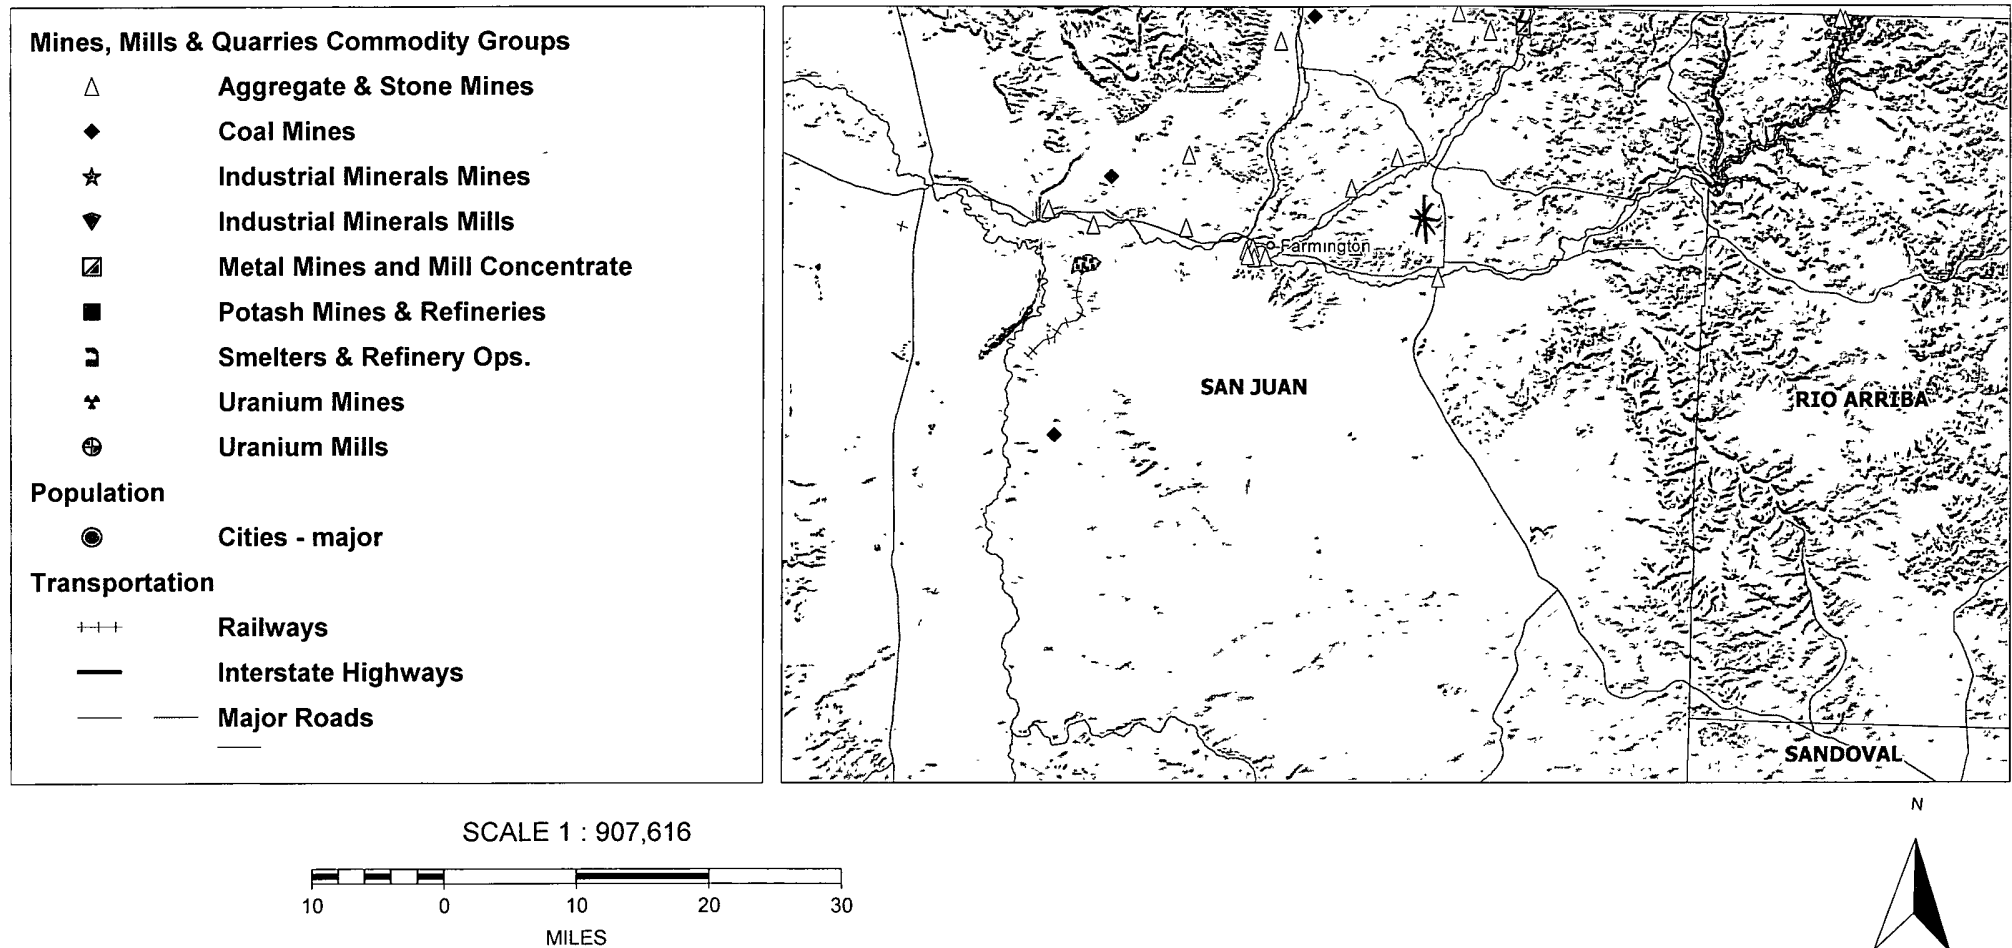 Mines, Mills & Quarries Commodity Groups
Aggregate & Stone Mines
Coal Mines
Industrial Minerals Mines
Industrial Minerals Mills
Metal Mines and Mill Concentrate
Potash Mines & Refineries
Smelters & Refinery Ops.
Uranium Mines
Uranium Mills
Population
Cities - major
Transportation
Railways
Interstate Highways
Major Roads
Farmington
SAN JUAN
RIO ARRIBA
SANDOVAL
SCALE 1 : 907,616
10 0 10 20 30
MILES
N